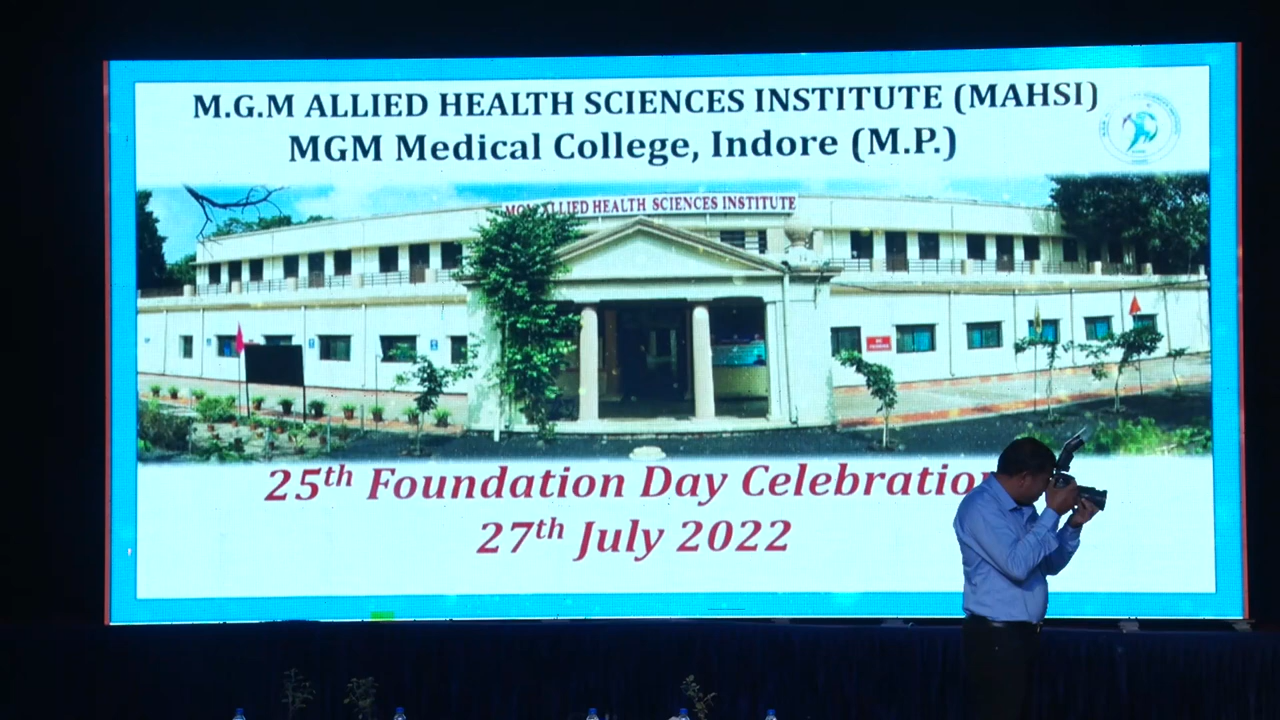 M.G.M ALLIED HEALTH SCIENCES INSTITUTE (MAHSI)
MGM Medical College, Indore (M.P.)
MGM ALLIED HEALTH SCIENCES INSTITUTE
25th Foundation Day Celebratio
27th July 2022